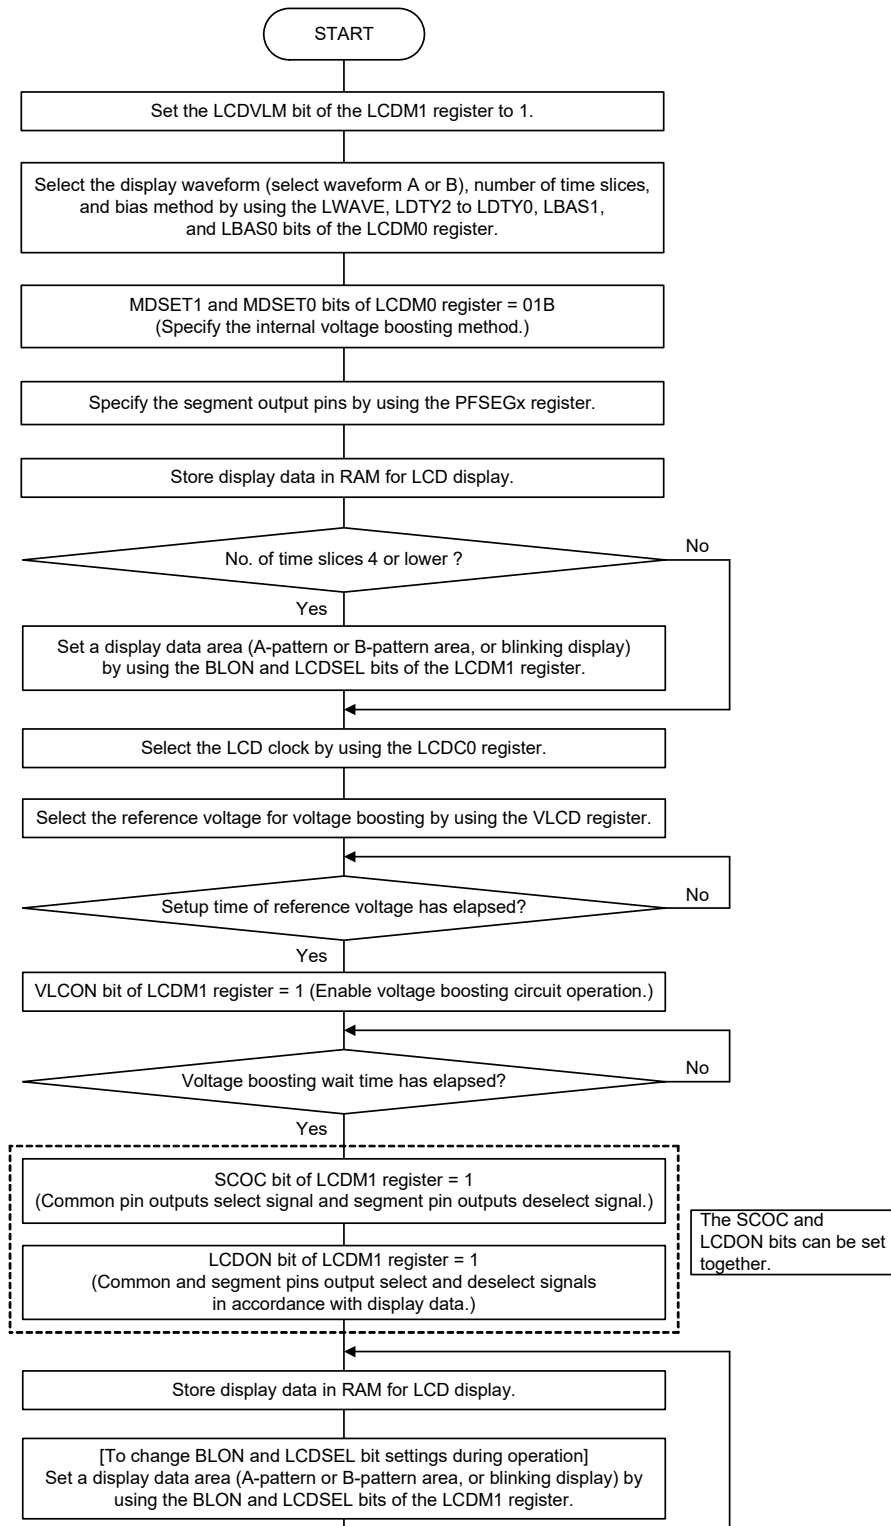 START
Set the LCDVLM bit of the LCDM1 register to 1.
Select the display waveform (select waveform A or B), number of time slices,
and bias method by using the LWAVE, LDTY2 to LDTY0, LBAS1,
and LBAS0 bits of the LCDM0 register.
MDSET1 and MDSET0 bits of LCDM0 register = 01B
(Specify the internal voltage boosting method.)
Specify the segment output pins by using the PFSEGx register.
Store display data in RAM for LCD display.
No. of time slices 4 or lower ?
No
Yes
Set a display data area (A-pattern or B-pattern area, or blinking display)
by using the BLON and LCDSEL bits of the LCDM1 register.
Select the LCD clock by using the LCDC0 register.
Select the reference voltage for voltage boosting by using the VLCD register.
Setup time of reference voltage has elapsed?
No
Yes
VLCON bit of LCDM1 register = 1 (Enable voltage boosting circuit operation.)
Voltage boosting wait time has elapsed?
No
Yes
SCOC bit of LCDM1 register = 1
(Common pin outputs select signal and segment pin outputs deselect signal.)
LCDON bit of LCDM1 register = 1
(Common and segment pins output select and deselect signals
in accordance with display data.)
The SCOC and
LCDON bits can be set
together.
Store display data in RAM for LCD display.
[To change BLON and LCDSEL bit settings during operation]
Set a display data area (A-pattern or B-pattern area, or blinking display) by
using the BLON and LCDSEL bits of the LCDM1 register.